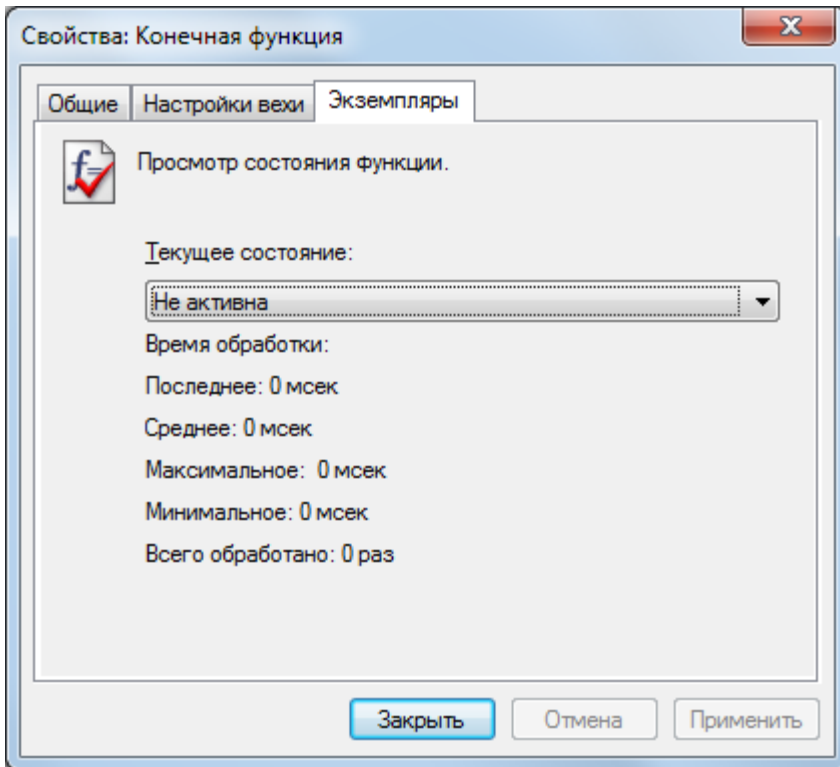 Свойства: Конечная функция
Общие Настройки вехи Экземпляры
Просмотр состояния функции.
Текущее состояние:
Не активна
Время обработки:
Последнее: 0 мсек
Среднее: 0 мсек
Максимальное: 0 мсек
Минимальное: 0 мсек
Всего обработано: 0 раз
Закрыть Отмена Применить